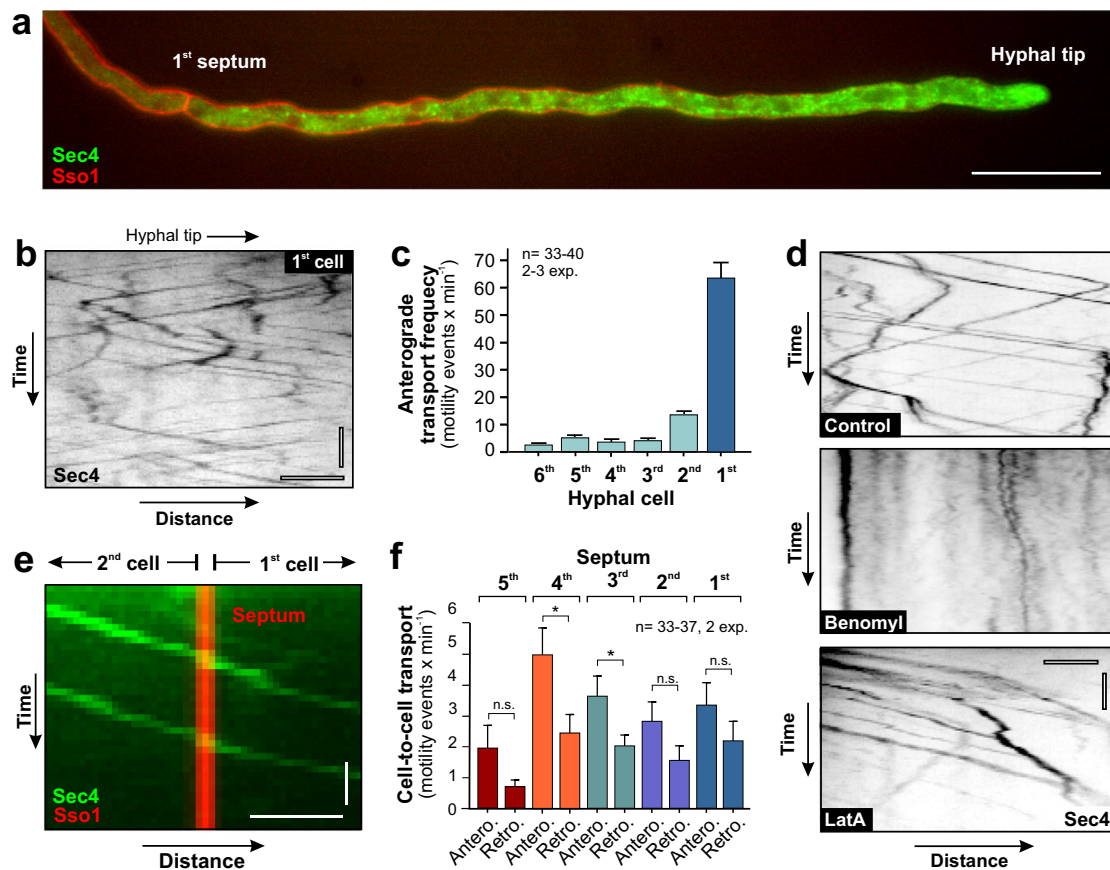 a
1st septum
Hyphal tip
Sec4
Sso1
b
Hyphal tip
1st cell
Time
Sec4
Distance
c
n= 33-40
2-3 exp.
Anterograde
transport frequecy
(motility events x min-1)
70
60
50
40
30
20
10
0
6th 5th 4th 3rd 2nd 1st
Hyphal cell
d
Time
Control
Time
Benomyl
Time
LatA
Sec4
Distance
e
2nd cell
1st cell
Septum
Time
Sec4
Sso1
Distance
f
Septum
5th 4th 3rd 2nd 1st
n= 33-37, 2 exp.
Cell-to-cell transport
(motility events x min-1)
6
5
4
3
2
1
0
n.s.
*
*
n.s.
n.s.
Antero. Retro. Antero. Retro. Antero. Retro. Antero. Retro. Antero. Retro.